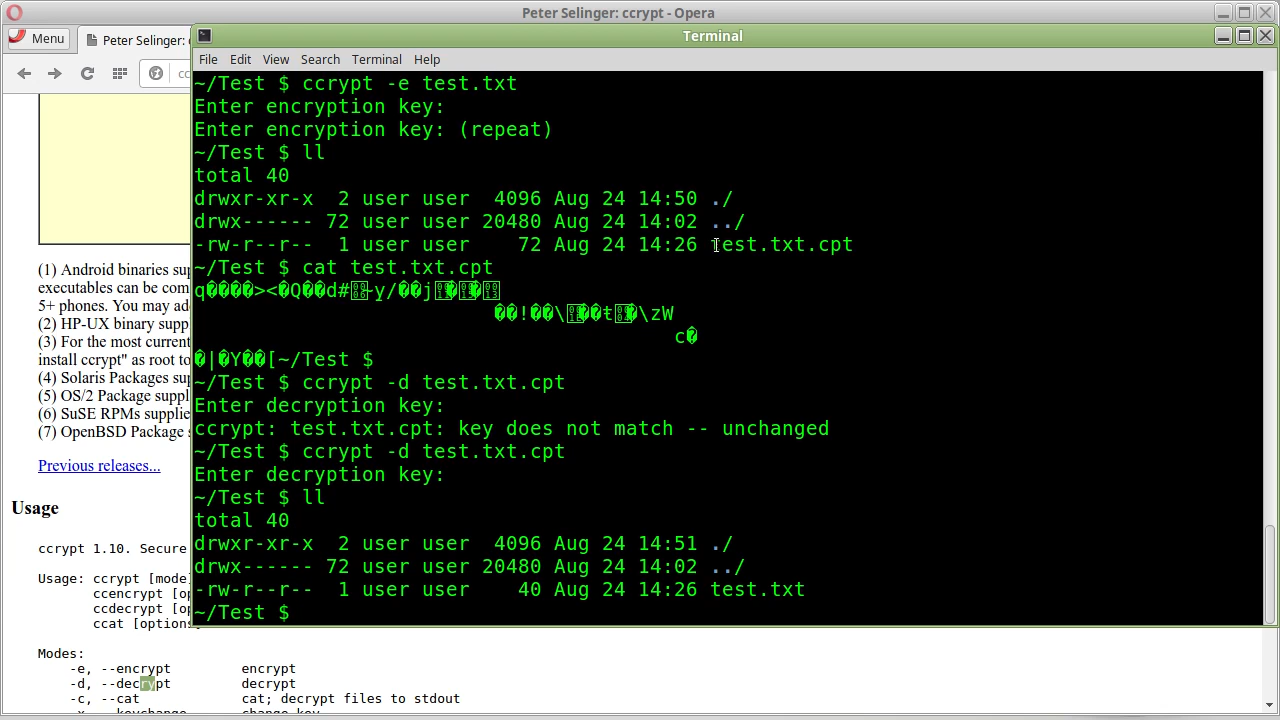 Peter Selinger: ccrypt - Opera
Menu
Peter Selinger:
Terminal
File Edit View Search Terminal Help
~/Test $ ccrypt -e test.txt
Enter encryption key:
Enter encryption key: (repeat)
~/Test $ ll
total 40
drwxr-xr-x  2 user user  4096 Aug 24 14:50 ./
drwx------ 72 user user 20480 Aug 24 14:02 ../
-rw-r--r--  1 user user    72 Aug 24 14:26 test.txt.cpt
~/Test $ cat test.txt.cpt
q����><�Q��d#~y/��j
��!��\��t�\zW
c�
�|�Y��[~/Test $
~/Test $ ccrypt -d test.txt.cpt
Enter decryption key:
ccrypt: test.txt.cpt: key does not match -- unchanged
~/Test $ ccrypt -d test.txt.cpt
Enter decryption key:
~/Test $ ll
total 40
drwxr-xr-x  2 user user  4096 Aug 24 14:51 ./
drwx------ 72 user user 20480 Aug 24 14:02 ../
-rw-r--r--  1 user user    40 Aug 24 14:26 test.txt
~/Test $
(1) Android binaries
executables can be
5+ phones. You may
(2) HP-UX binary
(3) For the most current
install ccrypt" as root to
(4) Solaris Packages
(5) OS/2 Package
(6) SuSE RPMs
(7) OpenBSD Package
Previous releases...
Usage
ccrypt 1.10. Secure
Usage: ccrypt [mode]
ccencrypt
ccdecrypt
ccat [options]
Modes:
-e, --encrypt encrypt
-d, --decrypt decrypt
-c, --cat cat; decrypt files to stdout